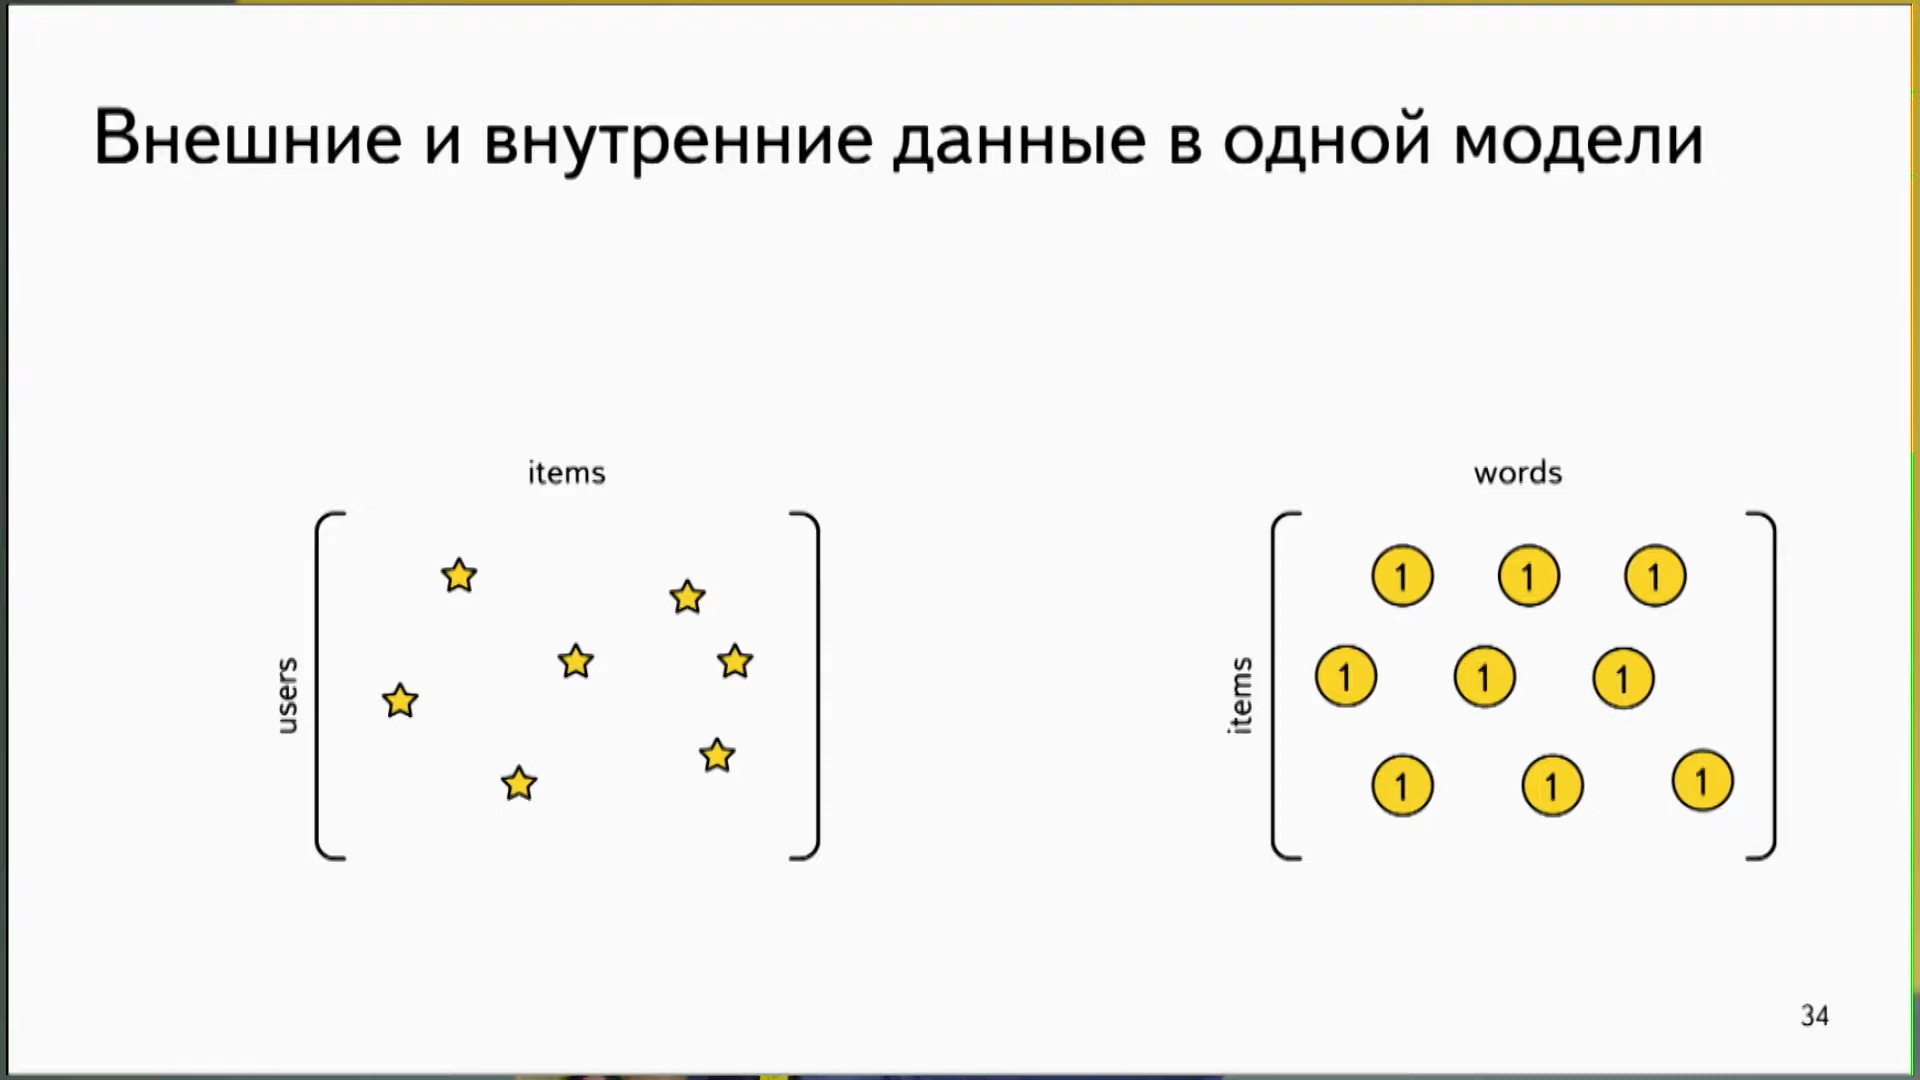 Внешние и внутренние данные в одной модели
items
users
words
items
1 1 1
1 1 1
1 1 1
34